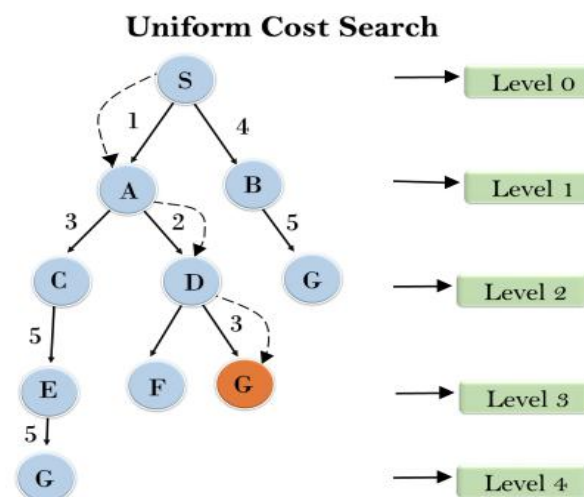 Uniform Cost Search
S
Level 0
1
4
A
B
Level 1
3
2
5
C
D
G
Level 2
5
3
E
F
G
Level 3
5
G
Level 4